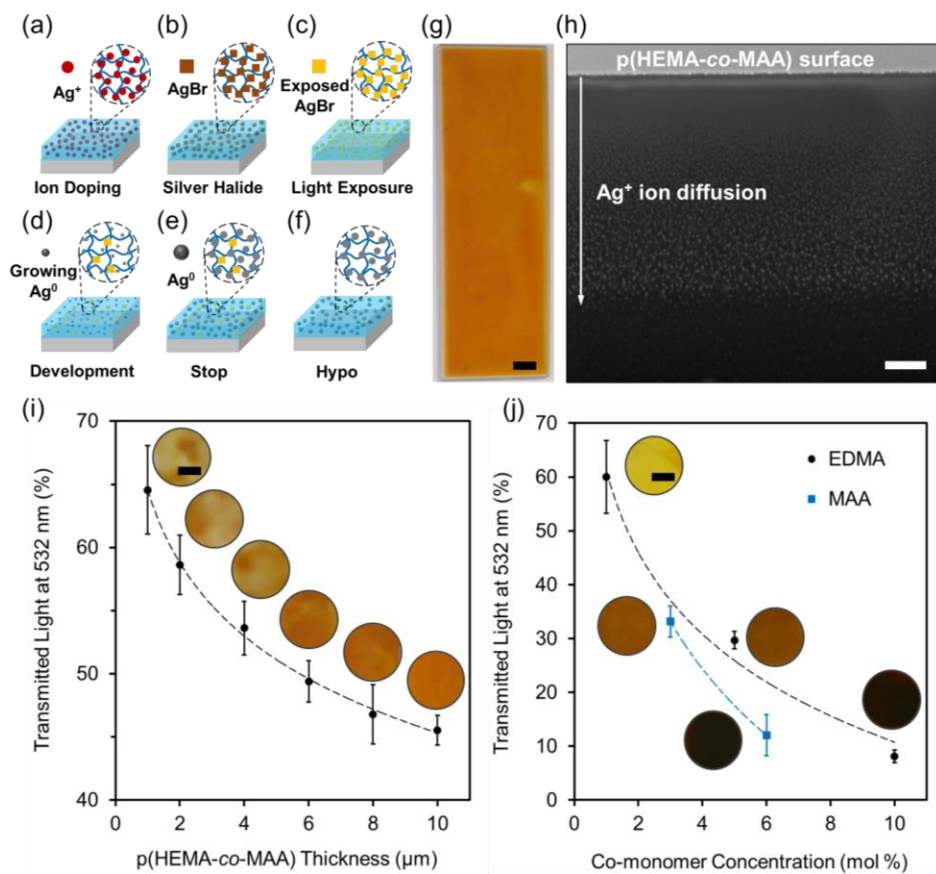 (a)
Ag⁺
Ion Doping
(b)
AgBr
Silver Halide
(c)
Exposed
AgBr
Light Exposure
(d)
Growing
Ag⁰
Development
(e)
Ag⁰
Stop
(f)
Hypo
(g)
(h)
p(HEMA-co-MAA) surface
Ag⁺ ion diffusion
(i)
Transmitted Light at 532 nm (%)
70
60
50
40
0 2 4 6 8 10
p(HEMA-co-MAA) Thickness (μm)
(j)
Transmitted Light at 532 nm (%)
70
60
50
40
30
20
10
0
EDMA
MAA
0 2 4 6 8 10
Co-monomer Concentration (mol %)